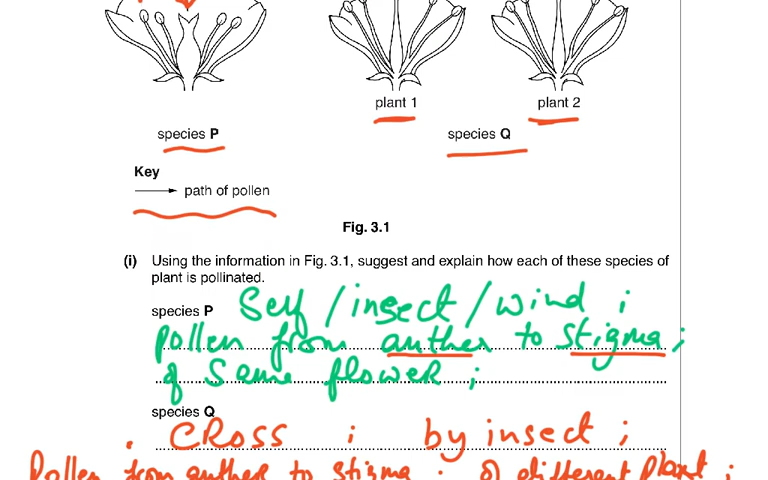 plant 1
plant 2
species P
species Q
Key
path of pollen
Fig. 3.1
(i) Using the information in Fig. 3.1, suggest and explain how each of these species of
plant is pollinated.
species P Self / insect / wind ;
pollen from anther to stigma ;
of same flower ;
species Q
CROSS ; by insect ;
Pollen from anther to stigma . of different plant ;